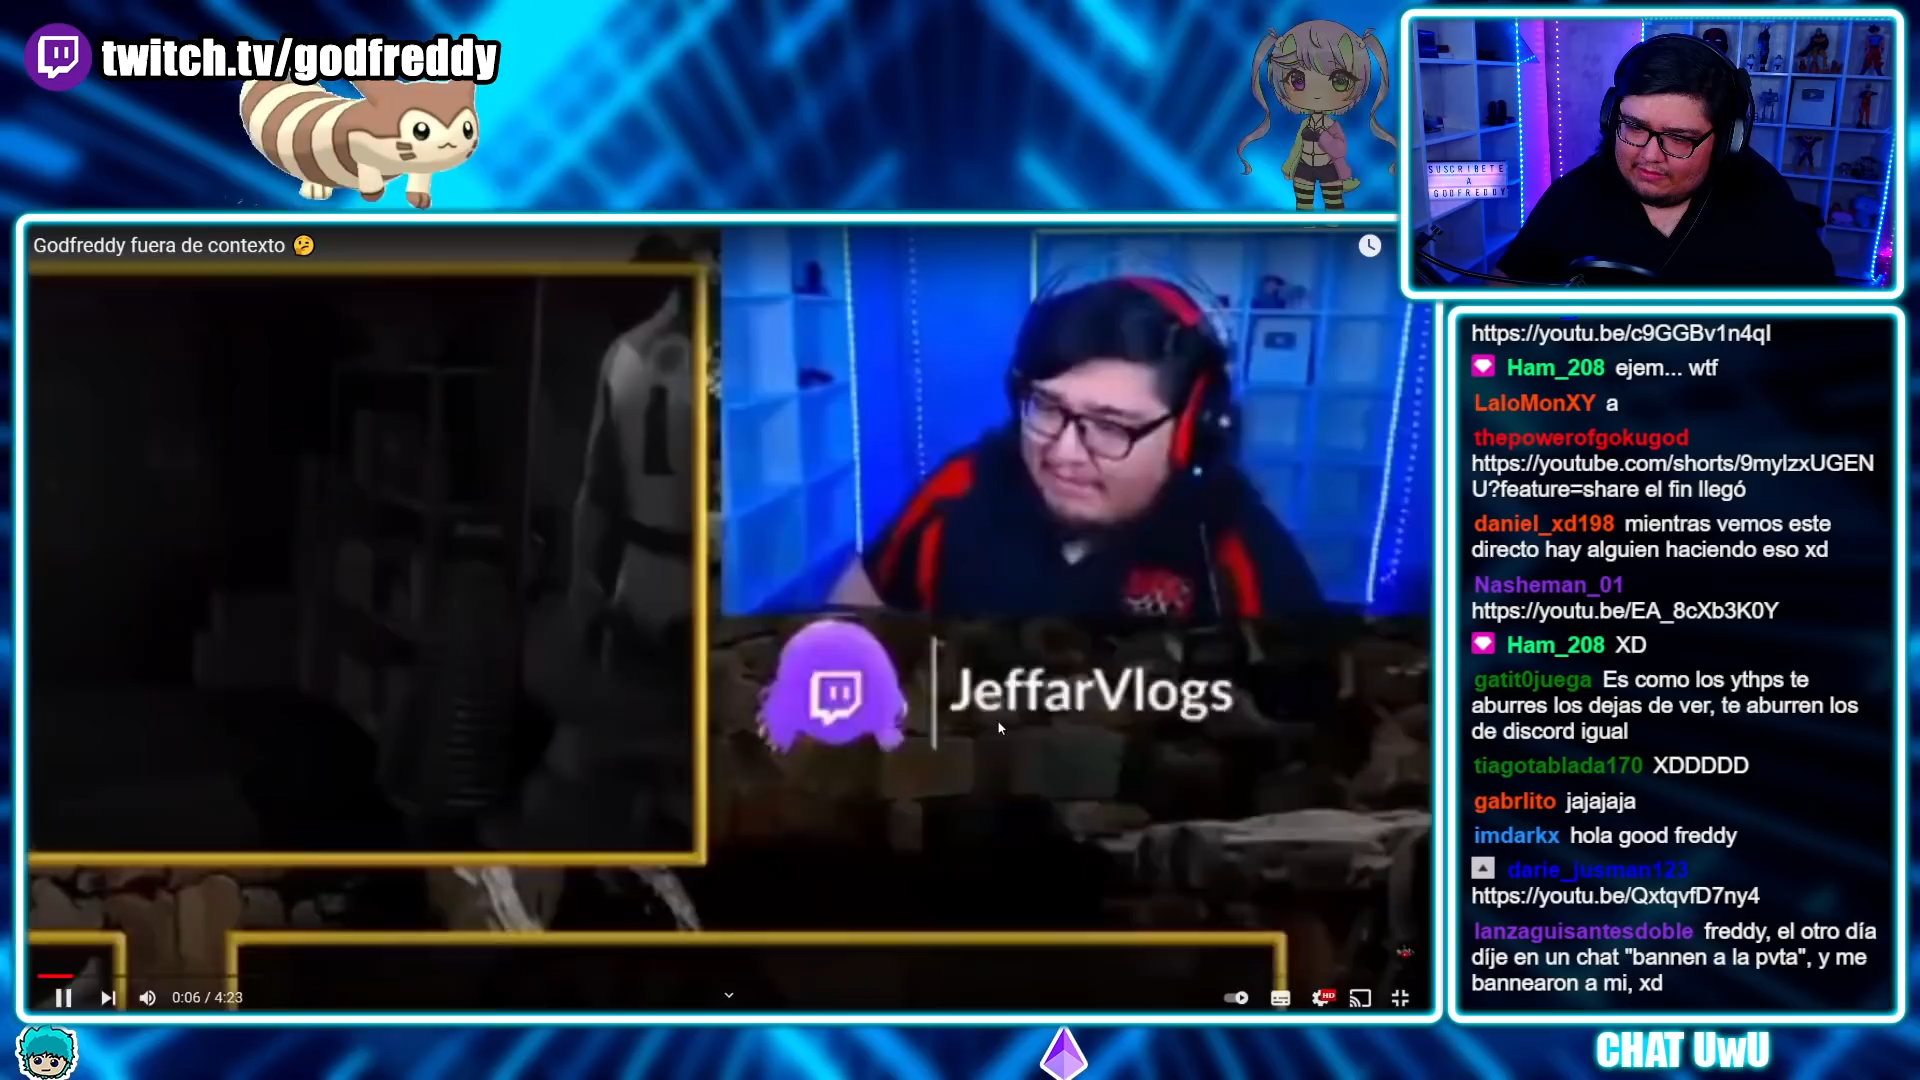 twitch.tv/godfreddy
SUSCRIBETE
A
GODFREDDY
Godfreddy fuera de contexto 🤔
JeffarVlogs
0:06 / 4:23
HD
https://youtu.be/c9GGBv1n4qI
Ham_208 ejem... wtf
LaloMonXY a
thepowerofgokugod
https://youtube.com/shorts/9mylzxUGEN
U?feature=share el fin llegó
daniel_xd198 mientras vemos este
directo hay alguien haciendo eso xd
Nasheman_01
https://youtu.be/EA_8cXb3K0Y
Ham_208 XD
gatit0juega Es como los ythps te
aburres los dejas de ver, te aburren los
de discord igual
tiagotablada170 XDDDDD
gabrlito jajajaja
imdarkx hola good freddy
darie_jusman123
https://youtu.be/QxtqvfD7ny4
lanzaguisantesdoble freddy, el otro día
díje en un chat "bannen a la pvta", y me
bannearon a mi, xd
CHAT UwU